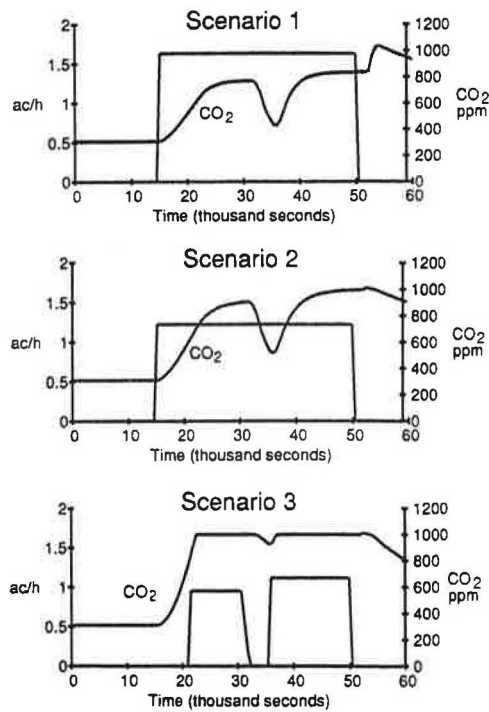 Scenario 1
2 1200
1000
1.5
800
ac/h 1 CO2 600 CO2
ppm
400
0.5
200
0 0
0 10 20 30 40 50 60
Time (thousand seconds)
Scenario 2
2 1200
1000
1.5
800
ac/h 1 CO2 600 CO2
ppm
400
0.5
200
0 0
0 10 20 30 40 50 60
Time (thousand seconds)
Scenario 3
2 1200
1000
1.5
800
ac/h 1 CO2 600 CO2
ppm
400
0.5
200
0 0
0 10 20 30 40 50 60
Time (thousand seconds)